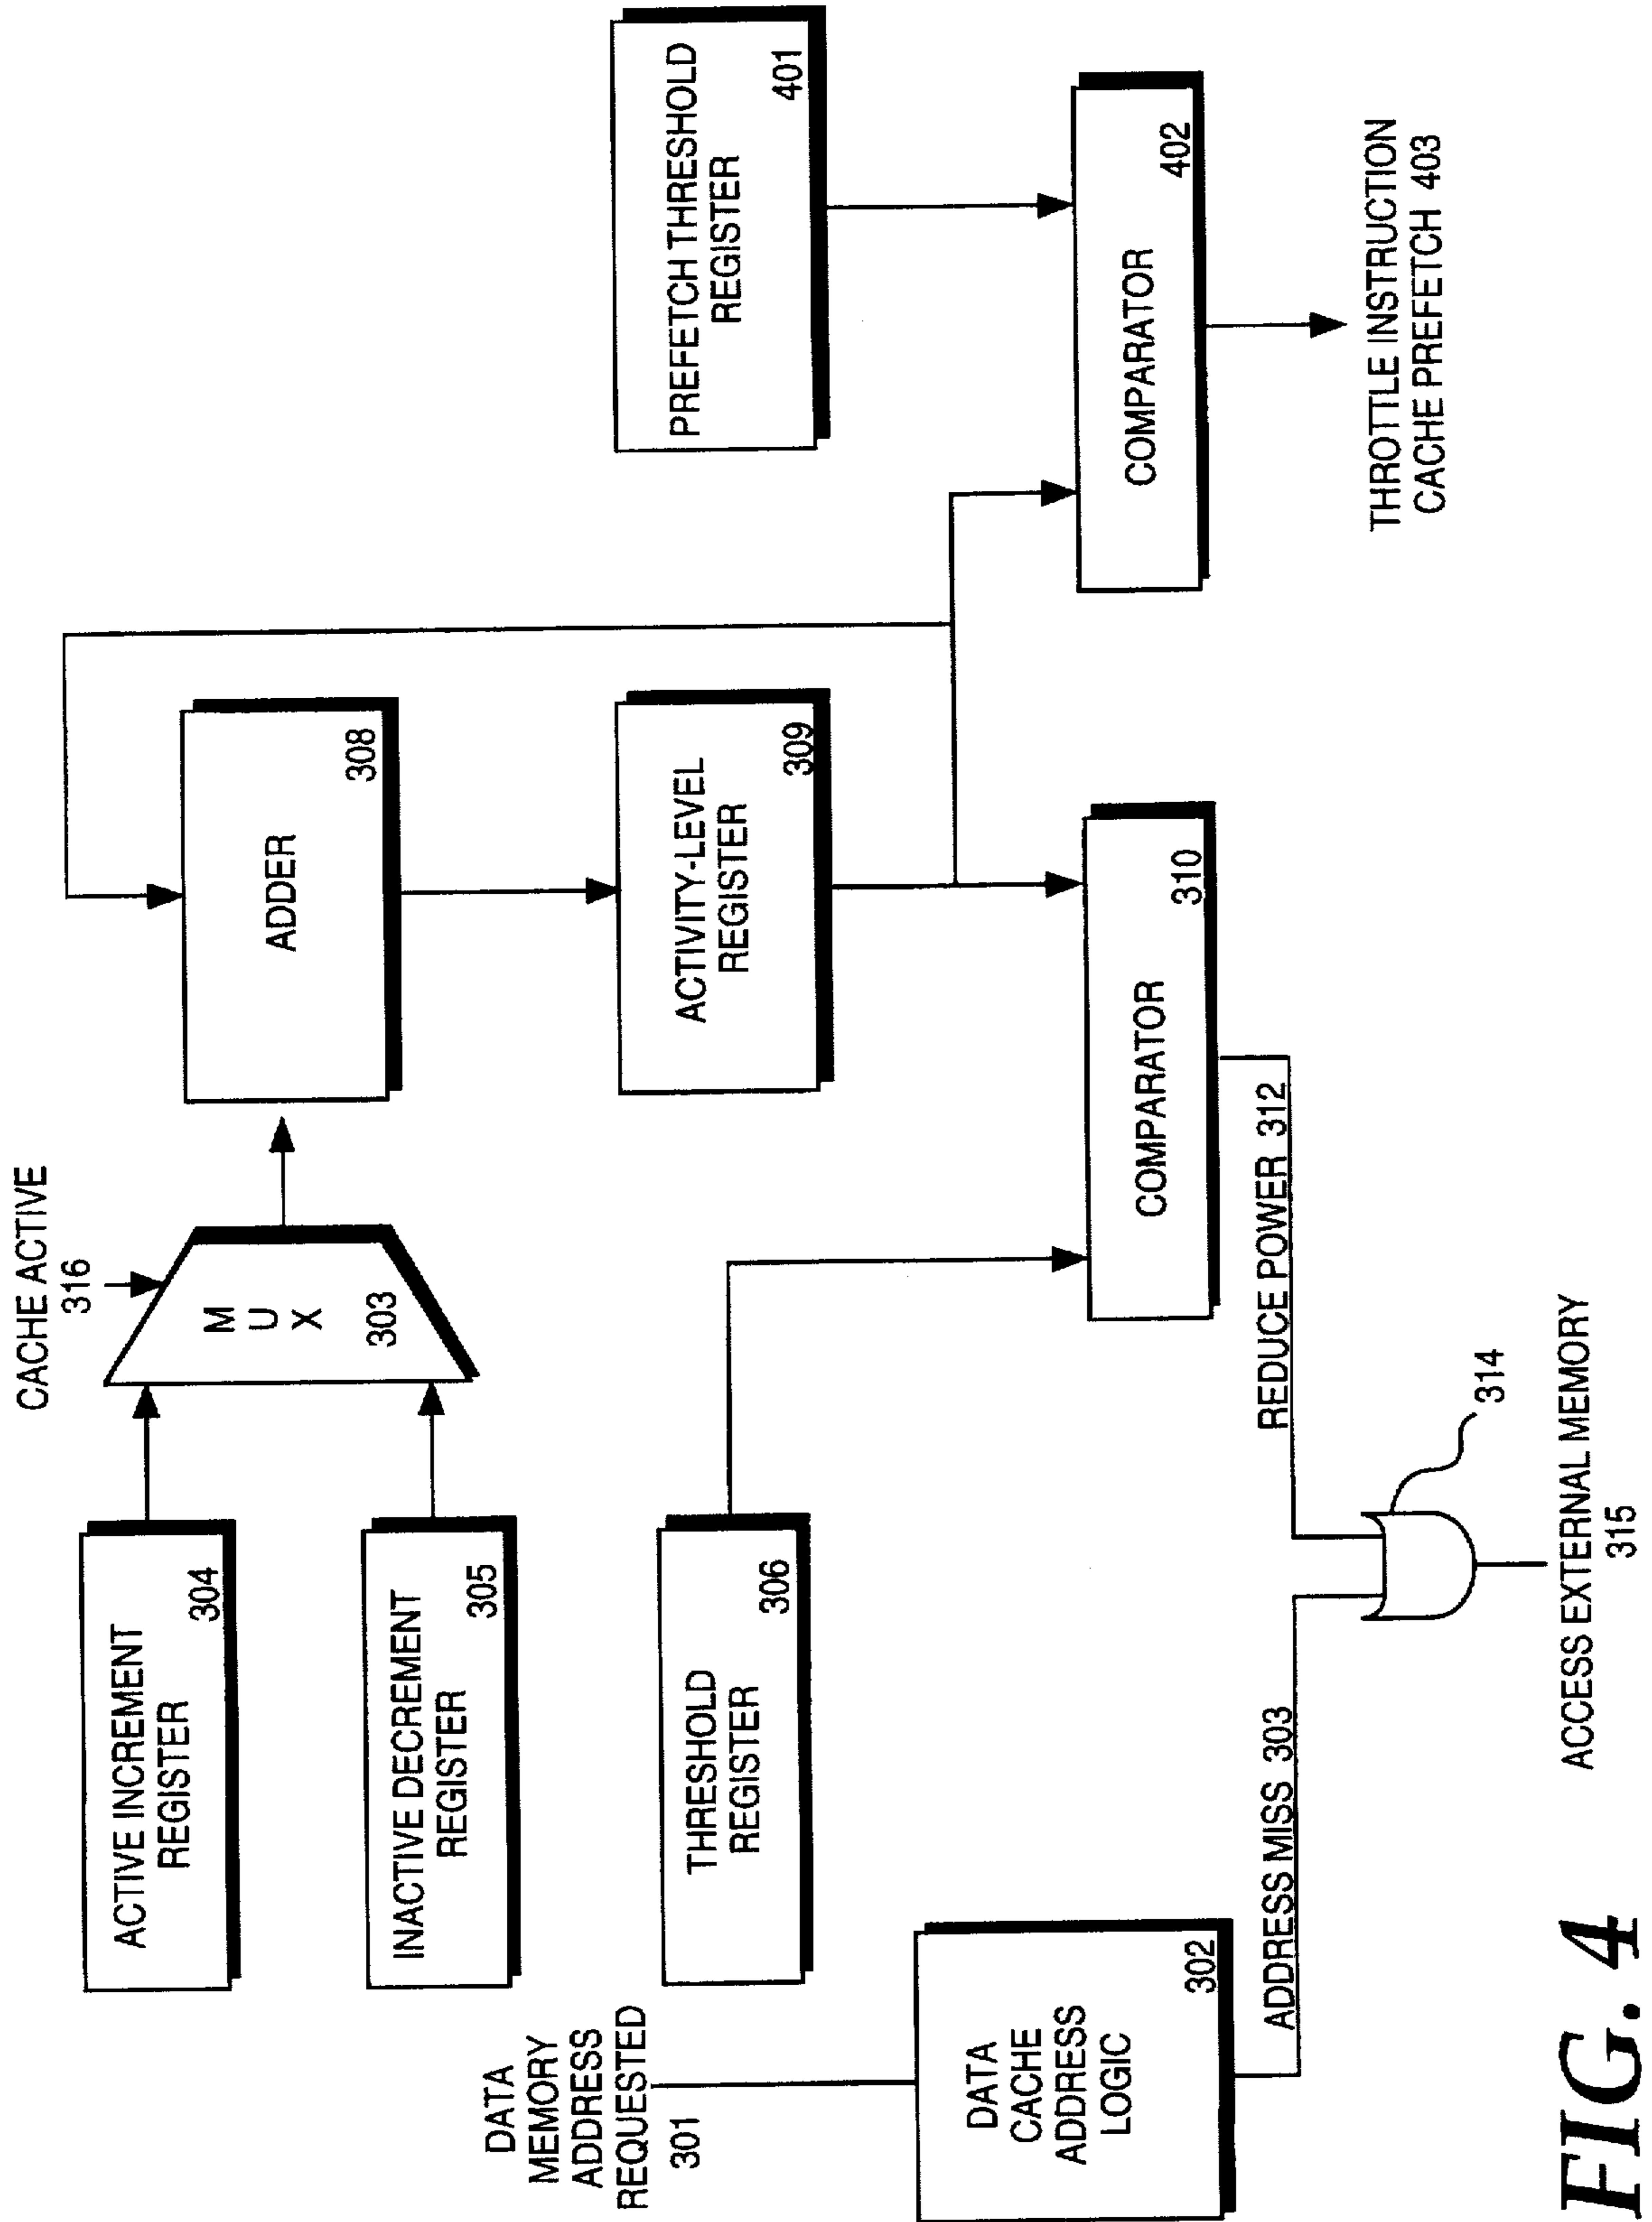 CACHE ACTIVE
316
ACTIVE INCREMENT
REGISTER
304
M
U
X
303
ADDER
308
INACTIVE DECREMENT
REGISTER
305
DATA
MEMORY
ADDRESS
REQUESTED
301
THRESHOLD
REGISTER
306
ACTIVITY-LEVEL
REGISTER
309
PREFETCH THRESHOLD
REGISTER
401
DATA
CACHE
ADDRESS
LOGIC
302
COMPARATOR
310
COMPARATOR
402
ADDRESS MISS 303
REDUCE POWER 312
314
THROTTLE INSTRUCTION
CACHE PREFETCH 403
ACCESS EXTERNAL MEMORY
315
FIG. 4